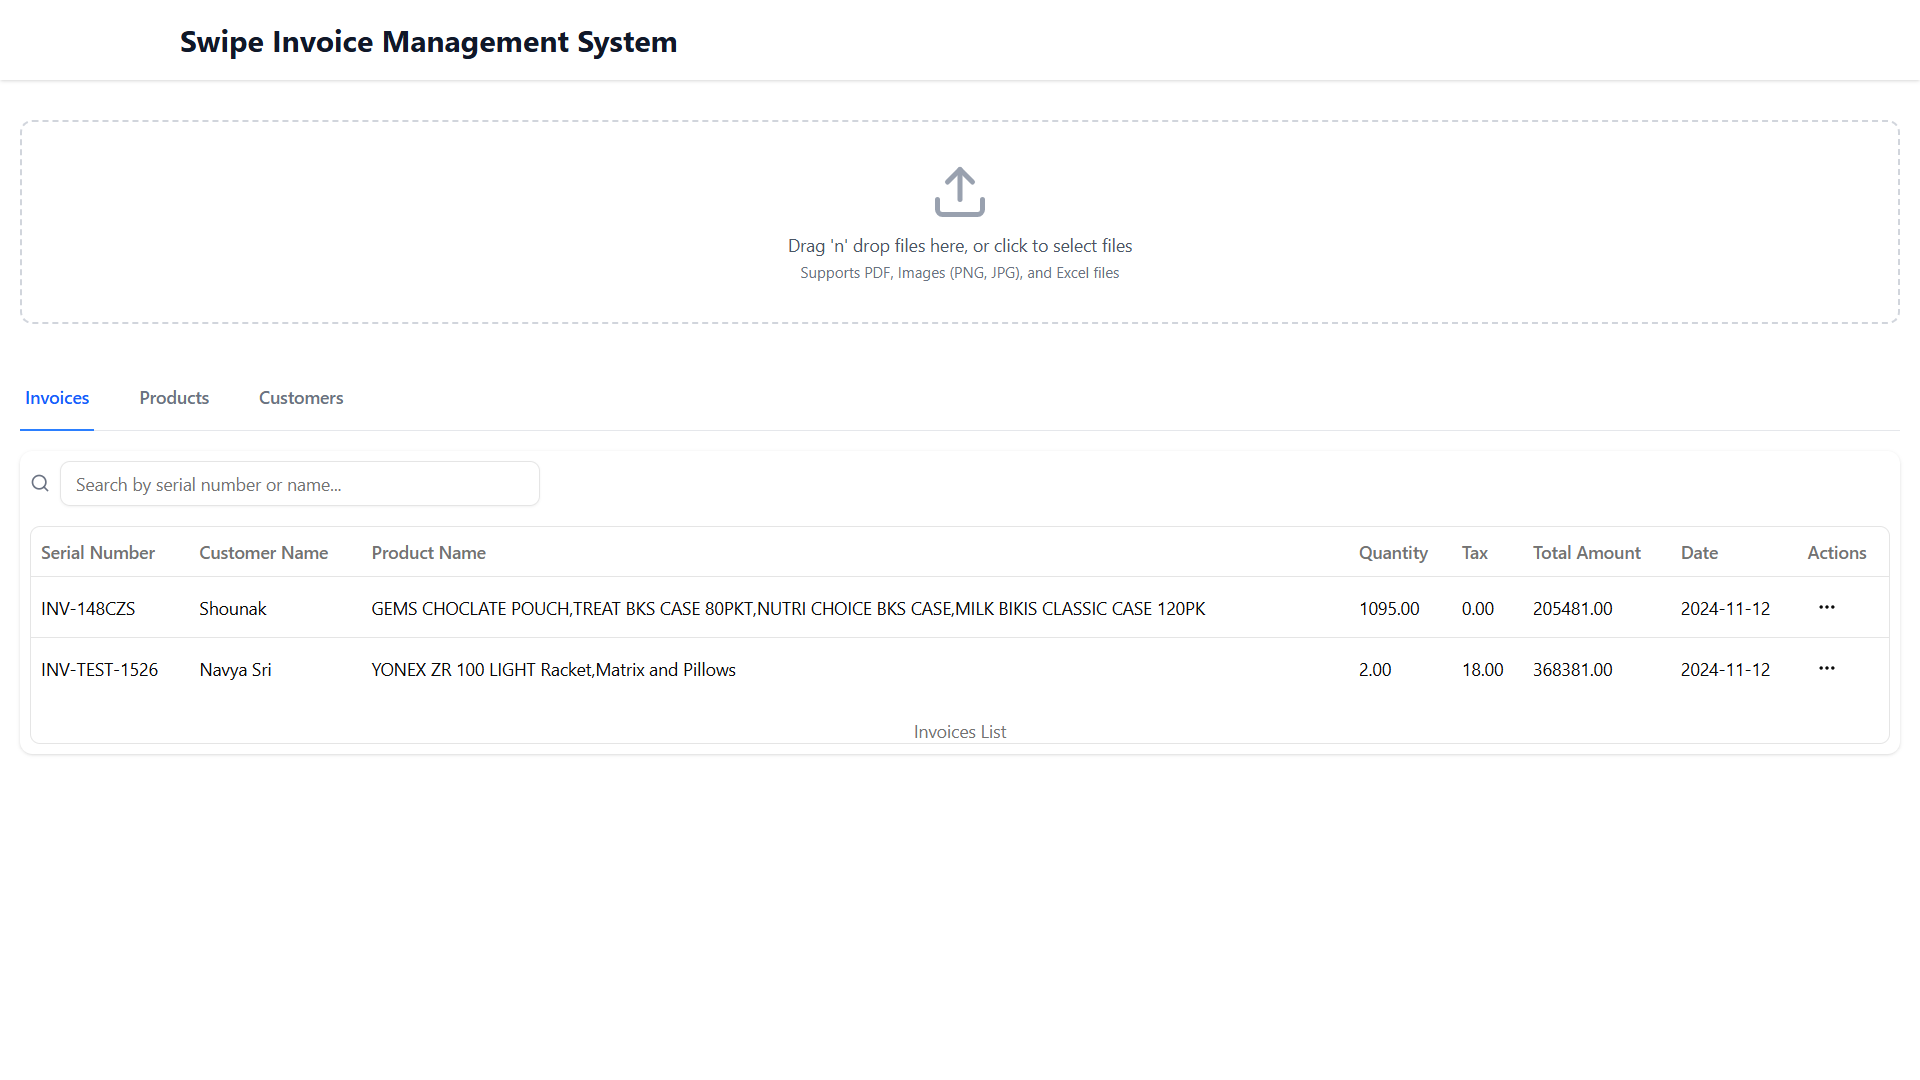 Swipe Invoice Management System
Drag 'n' drop files here, or click to select files
Supports PDF, Images (PNG, JPG), and Excel files
Invoices Products Customers
Search by serial number or name...
Serial Number Customer Name Product Name Quantity Tax Total Amount Date Actions
INV-148CZS Shounak GEMS CHOCLATE POUCH,TREAT BKS CASE 80PKT,NUTRI CHOICE BKS CASE,MILK BIKIS CLASSIC CASE 120PK 1095.00 0.00 205481.00 2024-11-12 ···
INV-TEST-1526 Navya Sri YONEX ZR 100 LIGHT Racket,Matrix and Pillows 2.00 18.00 368381.00 2024-11-12 ···
Invoices List